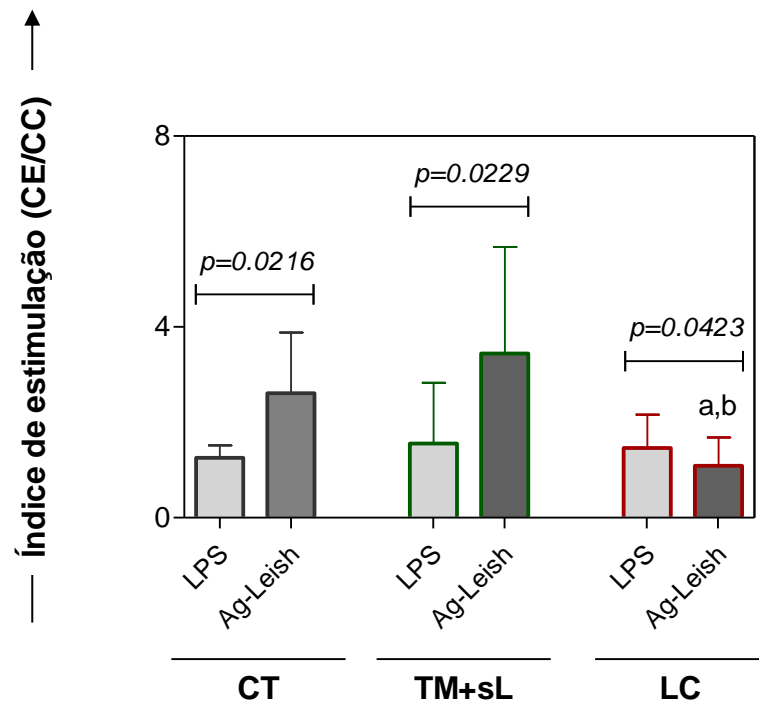 Índice de estimulação (CE/CC)
8
4
0
p=0.0216
p=0.0229
p=0.0423
a,b
LPS
Ag-Leish
LPS
Ag-Leish
LPS
Ag-Leish
CT
TM+sL
LC